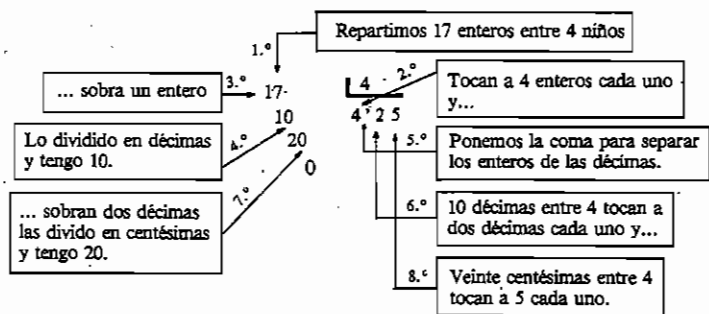 Repartimos 17 enteros entre 4 niños
1.º
... sobra un entero
3.º
17
4
2.º
Tocan a 4 enteros cada uno
y...
10
4 , 2 5
Lo dividido en décimas
y tengo 10.
4.º
20
5.º
Ponemos la coma para separar
los enteros de las décimas.
0
7.º
... sobran dos décimas
las divido en centésimas
y tengo 20.
6.º
10 décimas entre 4 tocan a
dos décimas cada uno y...
8.º
Veinte centésimas entre 4
tocan a 5 cada uno.